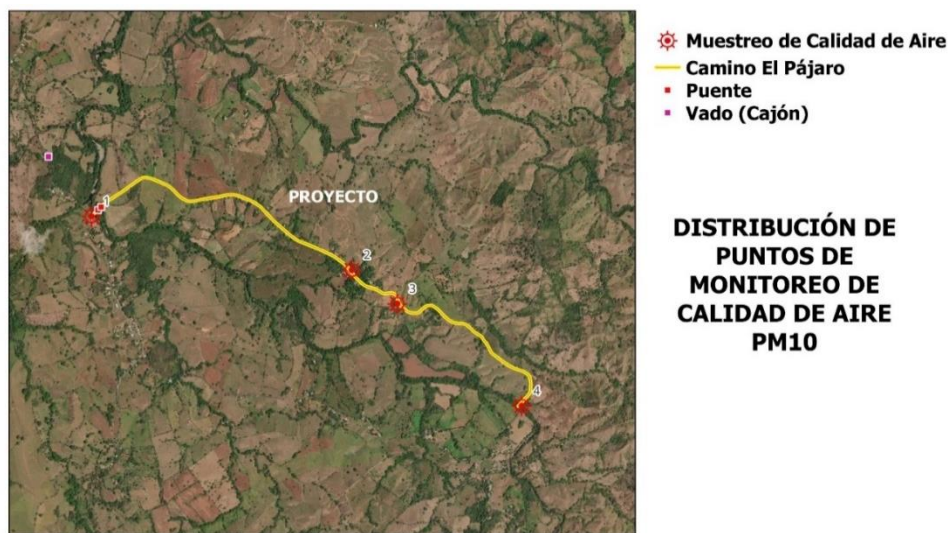 Muestreo de Calidad de Aire
Camino El Pájaro
Puente
Vado (Cajón)
PROYECTO
1
2
3
4
DISTRIBUCIÓN DE
PUNTOS DE
MONITOREO DE
CALIDAD DE AIRE
PM10